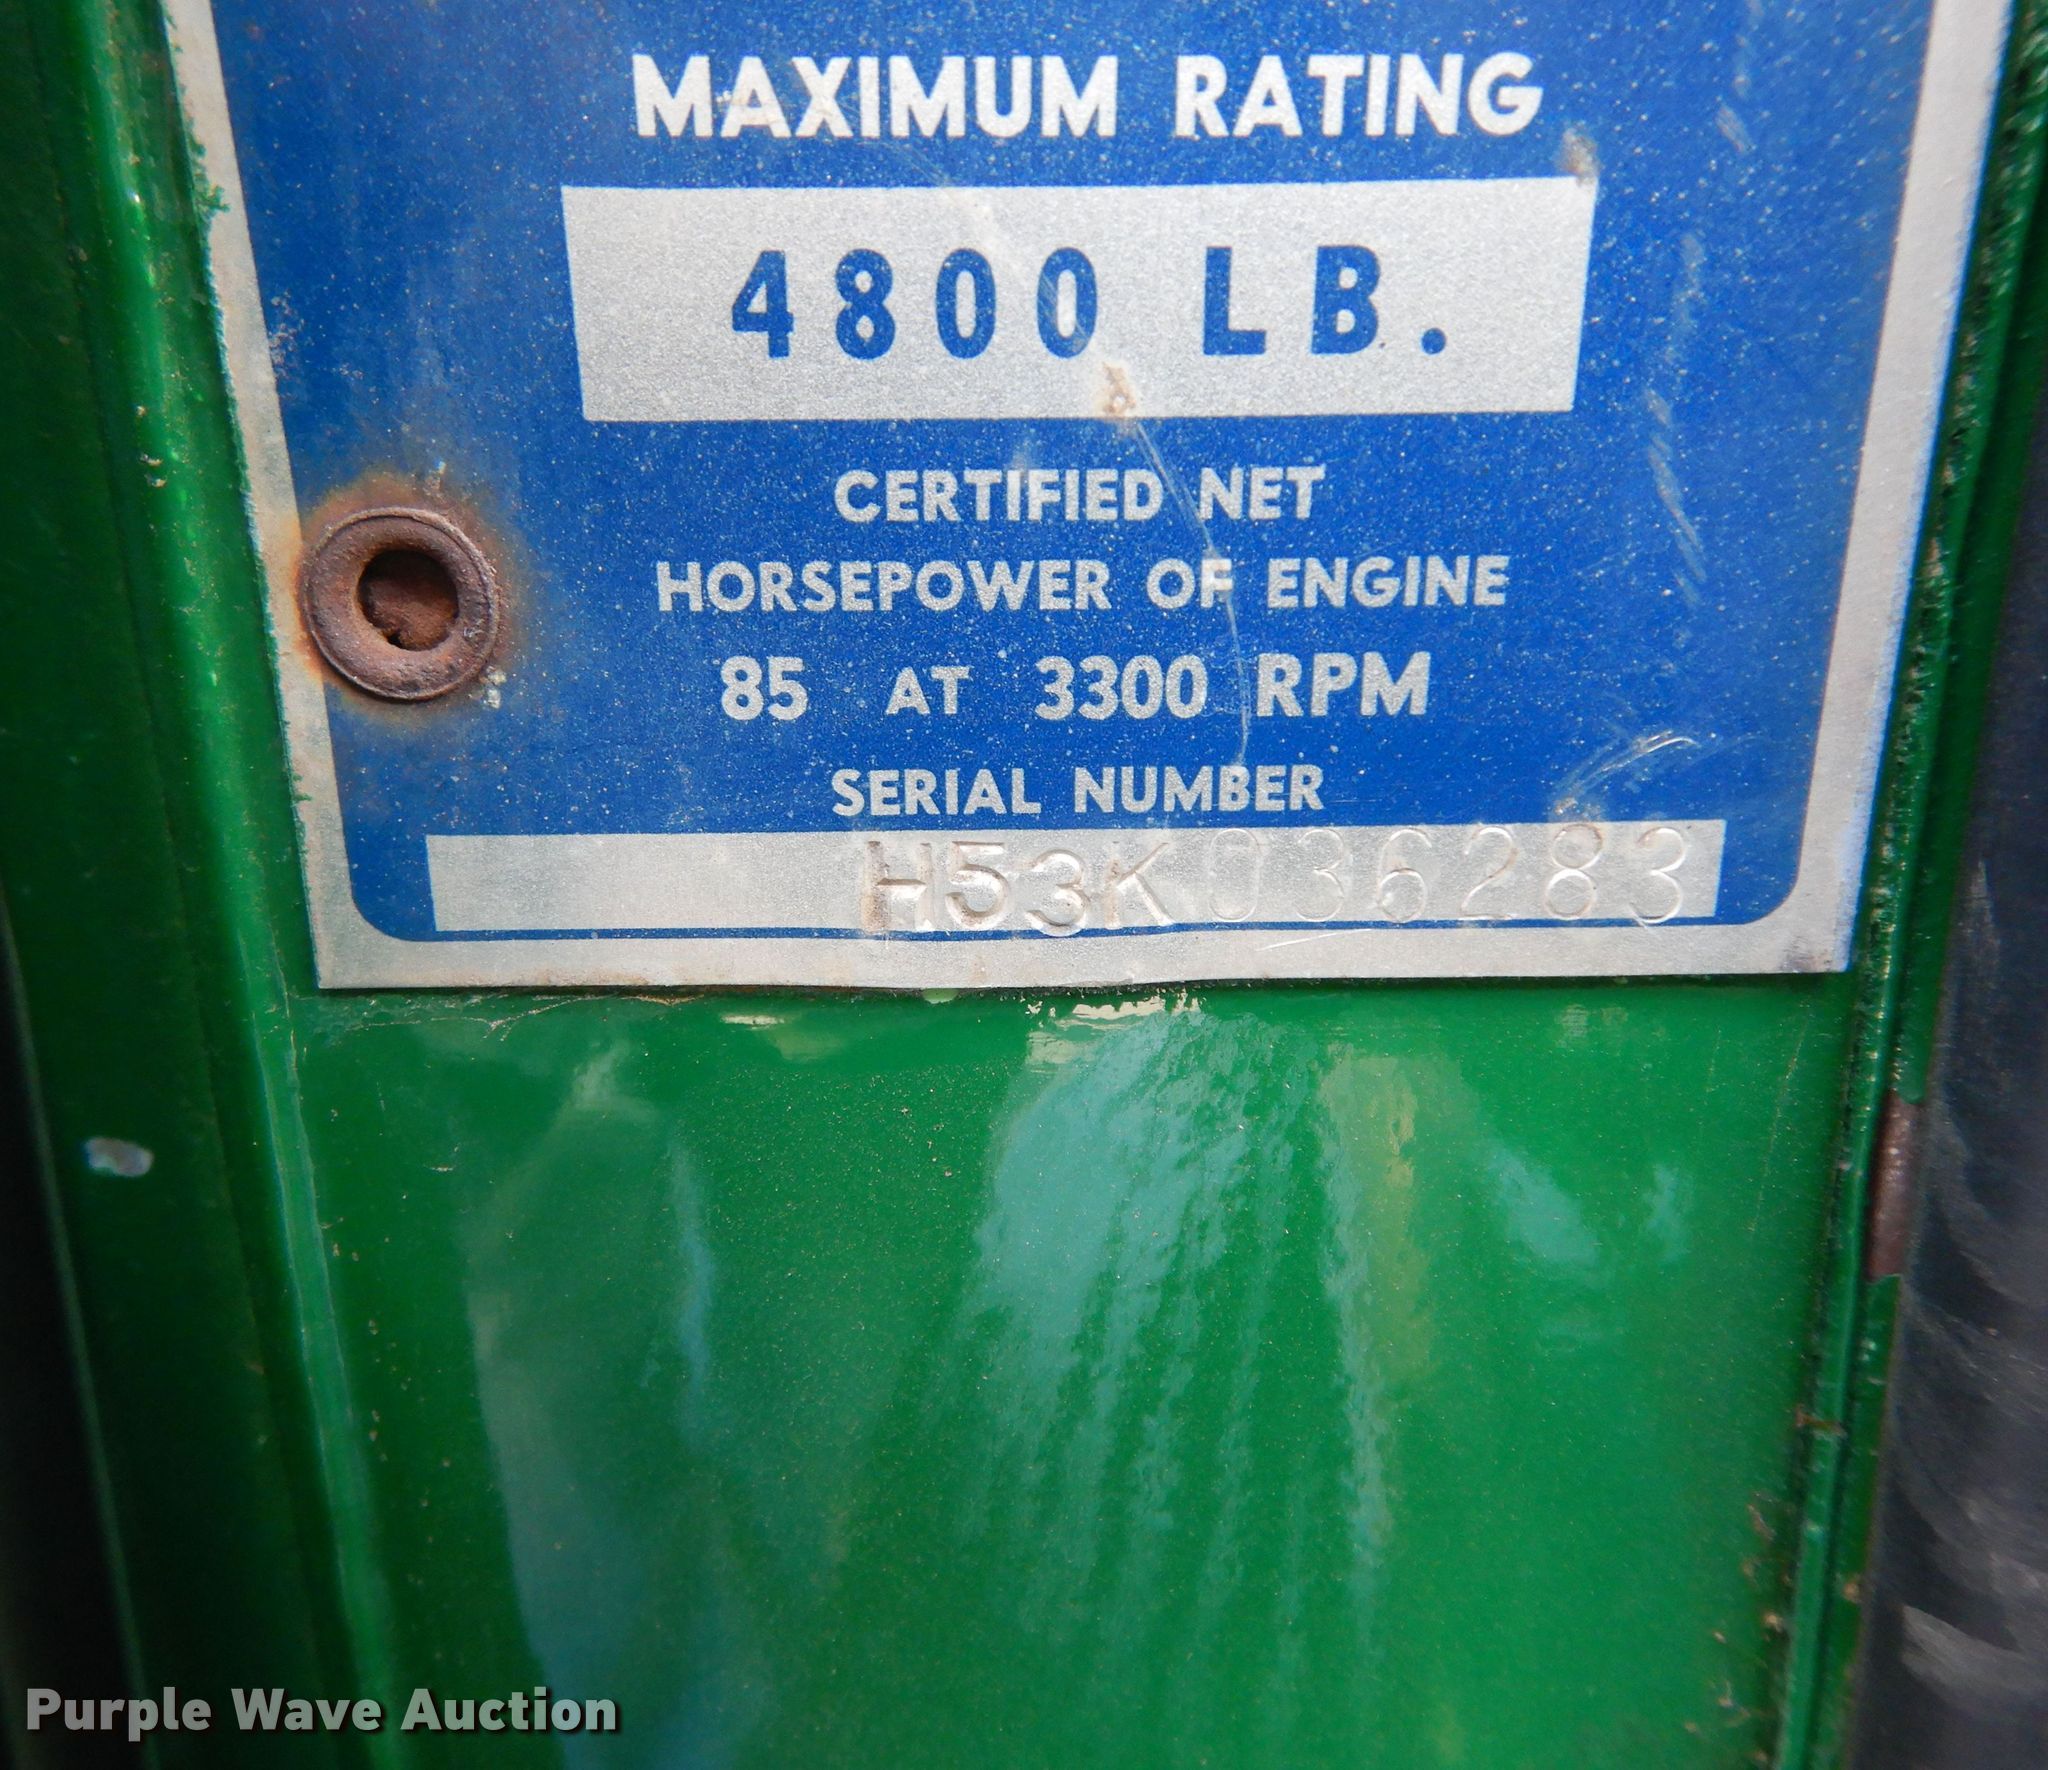 MAXIMUM RATING
4800 LB.
CERTIFIED NET
HORSEPOWER OF ENGINE
85 AT 3300 RPM
SERIAL NUMBER
H53K036283
Purple Wave Auction